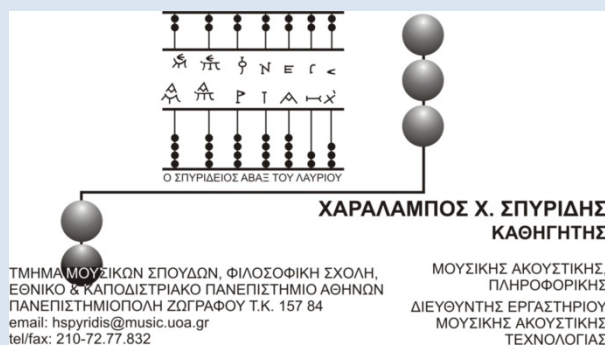 Ο ΣΠΥΡΙΔΕΙΟΣ ΑΒΑΞ ΤΟΥ ΛΑΥΡΙΟΥ
ΧΑΡΑΛΑΜΠΟΣ Χ. ΣΠΥΡΙΔΗΣ
ΚΑΘΗΓΗΤΗΣ
ΜΟΥΣΙΚΗΣ ΑΚΟΥΣΤΙΚΗΣ,
ΠΛΗΡΟΦΟΡΙΚΗΣ
ΔΙΕΥΘΥΝΤΗΣ ΕΡΓΑΣΤΗΡΙΟΥ
ΜΟΥΣΙΚΗΣ ΑΚΟΥΣΤΙΚΗΣ
ΤΕΧΝΟΛΟΓΙΑΣ
ΤΜΗΜΑ ΜΟΥΣΙΚΩΝ ΣΠΟΥΔΩΝ, ΦΙΛΟΣΟΦΙΚΗ ΣΧΟΛΗ,
ΕΘΝΙΚΟ & ΚΑΠΟΔΙΣΤΡΙΑΚΟ ΠΑΝΕΠΙΣΤΗΜΙΟ ΑΘΗΝΩΝ
ΠΑΝΕΠΙΣΤΗΜΙΟΠΟΛΗ ΖΩΓΡΑΦΟΥ Τ.Κ. 157 84
email: hspyridis@music.uoa.gr
tel/fax: 210-72.77.832